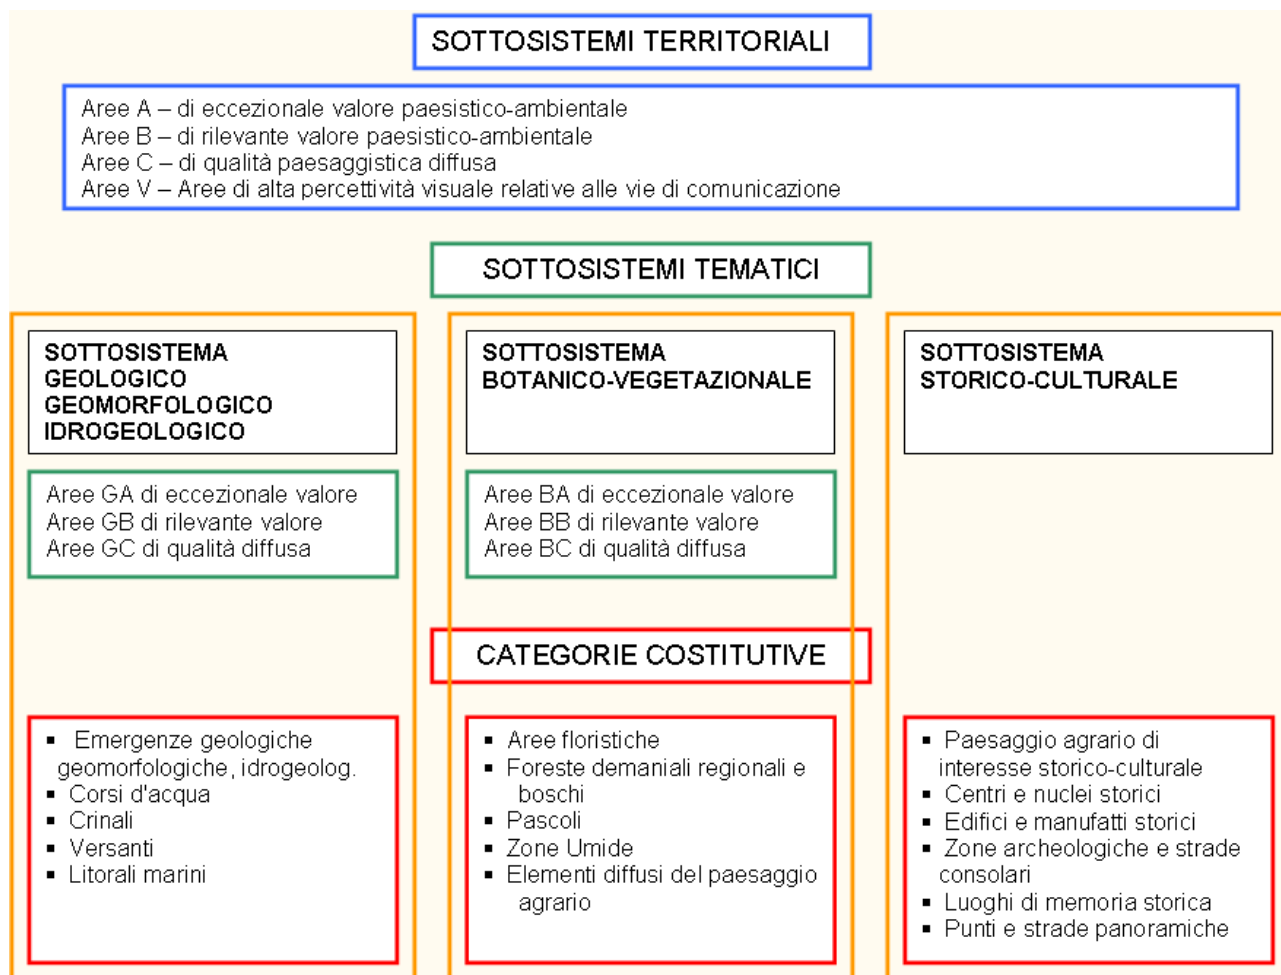 SOTTOSISTEMI TERRITORIALI
Aree A – di eccezionale valore paesistico-ambientale
Aree B – di rilevante valore paesistico-ambientale
Aree C – di qualità paesaggistica diffusa
Aree V – Aree di alta percettività visuale relative alle vie di comunicazione
SOTTOSISTEMI TEMATICI
SOTTOSISTEMA
GEOLOGICO
GEOMORFOLOGICO
IDROGEOLOGICO
Aree GA di eccezionale valore
Aree GB di rilevante valore
Aree GC di qualità diffusa
SOTTOSISTEMA
BOTANICO-VEGETAZIONALE
Aree BA di eccezionale valore
Aree BB di rilevante valore
Aree BC di qualità diffusa
SOTTOSISTEMA
STORICO-CULTURALE
CATEGORIE COSTITUTIVE
▪ Emergenze geologiche
geomorfologiche, idrogeolog.
▪ Corsi d'acqua
▪ Crinali
▪ Versanti
▪ Litorali marini
▪ Aree floristiche
▪ Foreste demaniali regionali e
boschi
▪ Pascoli
▪ Zone Umide
▪ Elementi diffusi del paesaggio
agrario
▪ Paesaggio agrario di
interesse storico-culturale
▪ Centri e nuclei storici
▪ Edifici e manufatti storici
▪ Zone archeologiche e strade
consolari
▪ Luoghi di memoria storica
▪ Punti e strade panoramiche